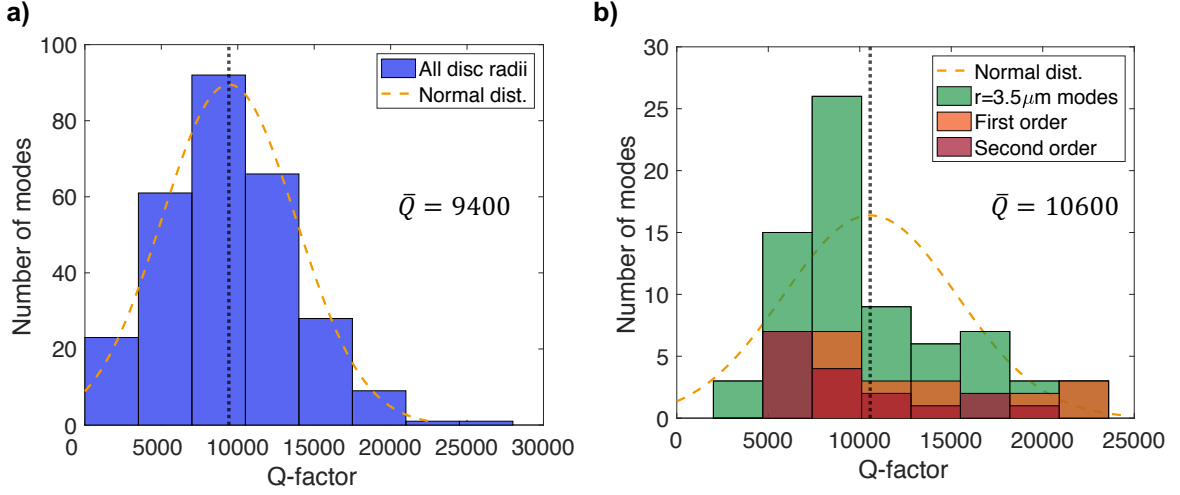 a)
100
80
60
40
20
0
Number of modes
0
5000
10000
15000
20000
25000
30000
Q-factor
All disc radii
Normal dist.
Q̄ = 9400
b)
30
25
20
15
10
5
0
Number of modes
0
5000
10000
15000
20000
25000
Q-factor
Normal dist.
r=3.5μm modes
First order
Second order
Q̄ = 10600